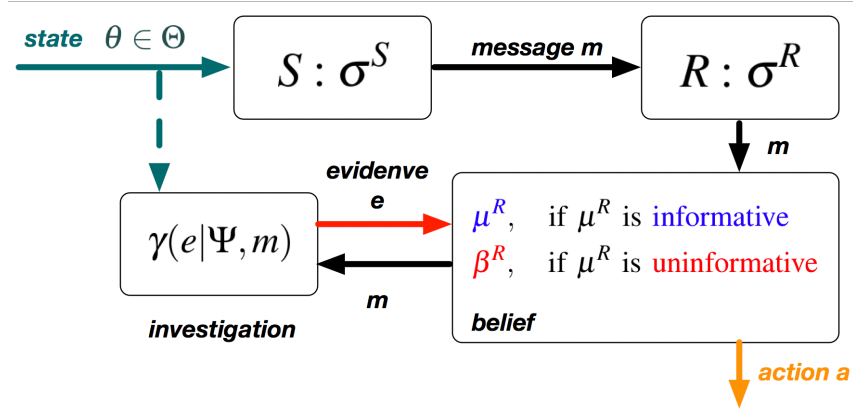 state θ ∈ Θ
S : σ^S
message m
R : σ^R
m
evidenve
e
μ^R, if μ^R is informative
β^R, if μ^R is uninformative
γ(e|Ψ, m)
m
investigation
belief
action a